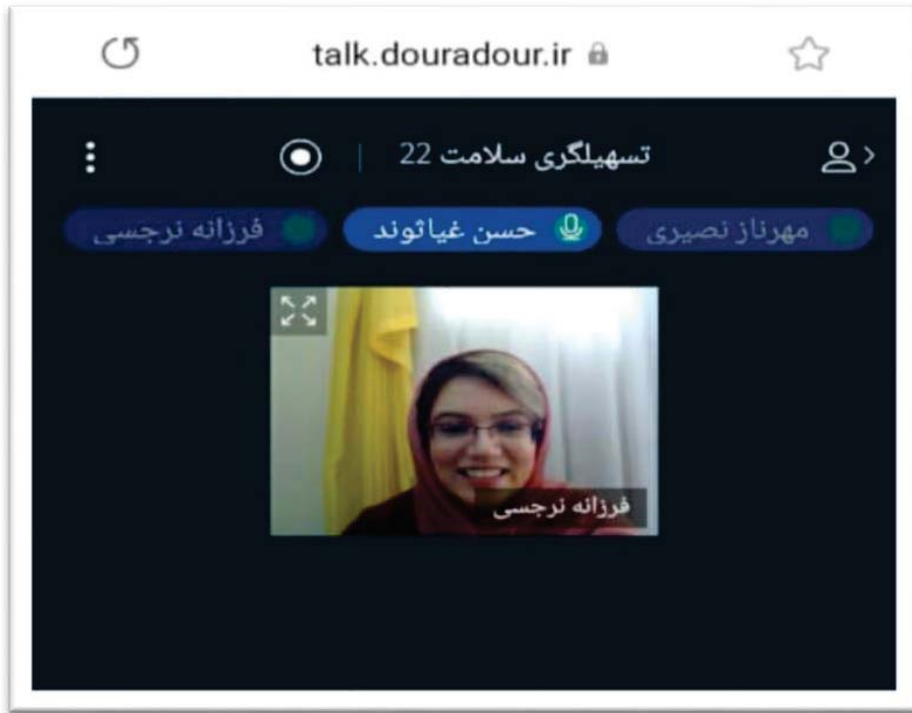 talk.douradour.ir
تسهیلگری سلامت 22
مهرناز نصیری
حسن غیاثوند
فرزانه نرجسی
فرزانه نرجسی